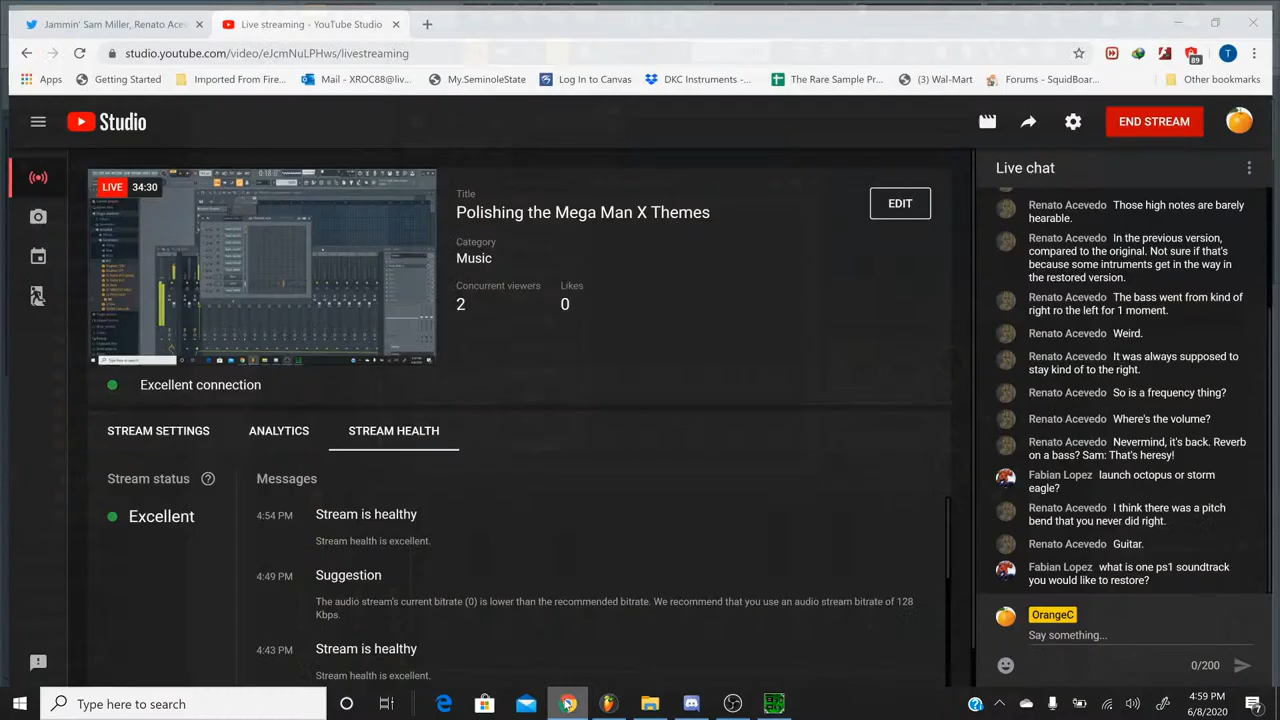 Jammin' Sam Miller, Renato Ace
Live streaming - YouTube Studio
studio.youtube.com/video/eJcmNuLPHws/livestreaming
89
T
Apps
Getting Started
Imported From Fire...
Mail - XROC88@liv...
My.SeminoleState
Log In to Canvas
DKC Instruments -...
The Rare Sample Pr...
(3) Wal-Mart
Forums - SquidBoar...
Other bookmarks
Studio
END STREAM
LIVE 34:30
Title
Polishing the Mega Man X Themes
EDIT
Category
Music
Concurrent viewers
Likes
2
0
Excellent connection
STREAM SETTINGS
ANALYTICS
STREAM HEALTH
Stream status
Excellent
Messages
4:54 PM
Stream is healthy
Stream health is excellent.
4:49 PM
Suggestion
The audio stream's current bitrate (0) is lower than the recommended bitrate. We recommend that you use an audio stream bitrate of 128
Kbps.
4:43 PM
Stream is healthy
Stream health is excellent.
Live chat
Renato Acevedo Those high notes are barely
hearable.
Renato Acevedo In the previous version,
compared to the original. Not sure if that's
because some intruments get in the way in
the restored version.
Renato Acevedo The bass went from kind of
right ro the left for 1 moment.
Renato Acevedo Weird.
Renato Acevedo It was always supposed to
stay kind of to the right.
Renato Acevedo So is a frequency thing?
Renato Acevedo Where's the volume?
Renato Acevedo Nevermind, it's back. Reverb
on a bass? Sam: That's heresy!
Fabian Lopez launch octopus or storm
eagle?
Renato Acevedo I think there was a pitch
bend that you never did right.
Renato Acevedo Guitar.
Fabian Lopez what is one ps1 soundtrack
you would like to restore?
OrangeC
Say something...
0/200
Type here to search
4:59 PM
6/8/2020
7